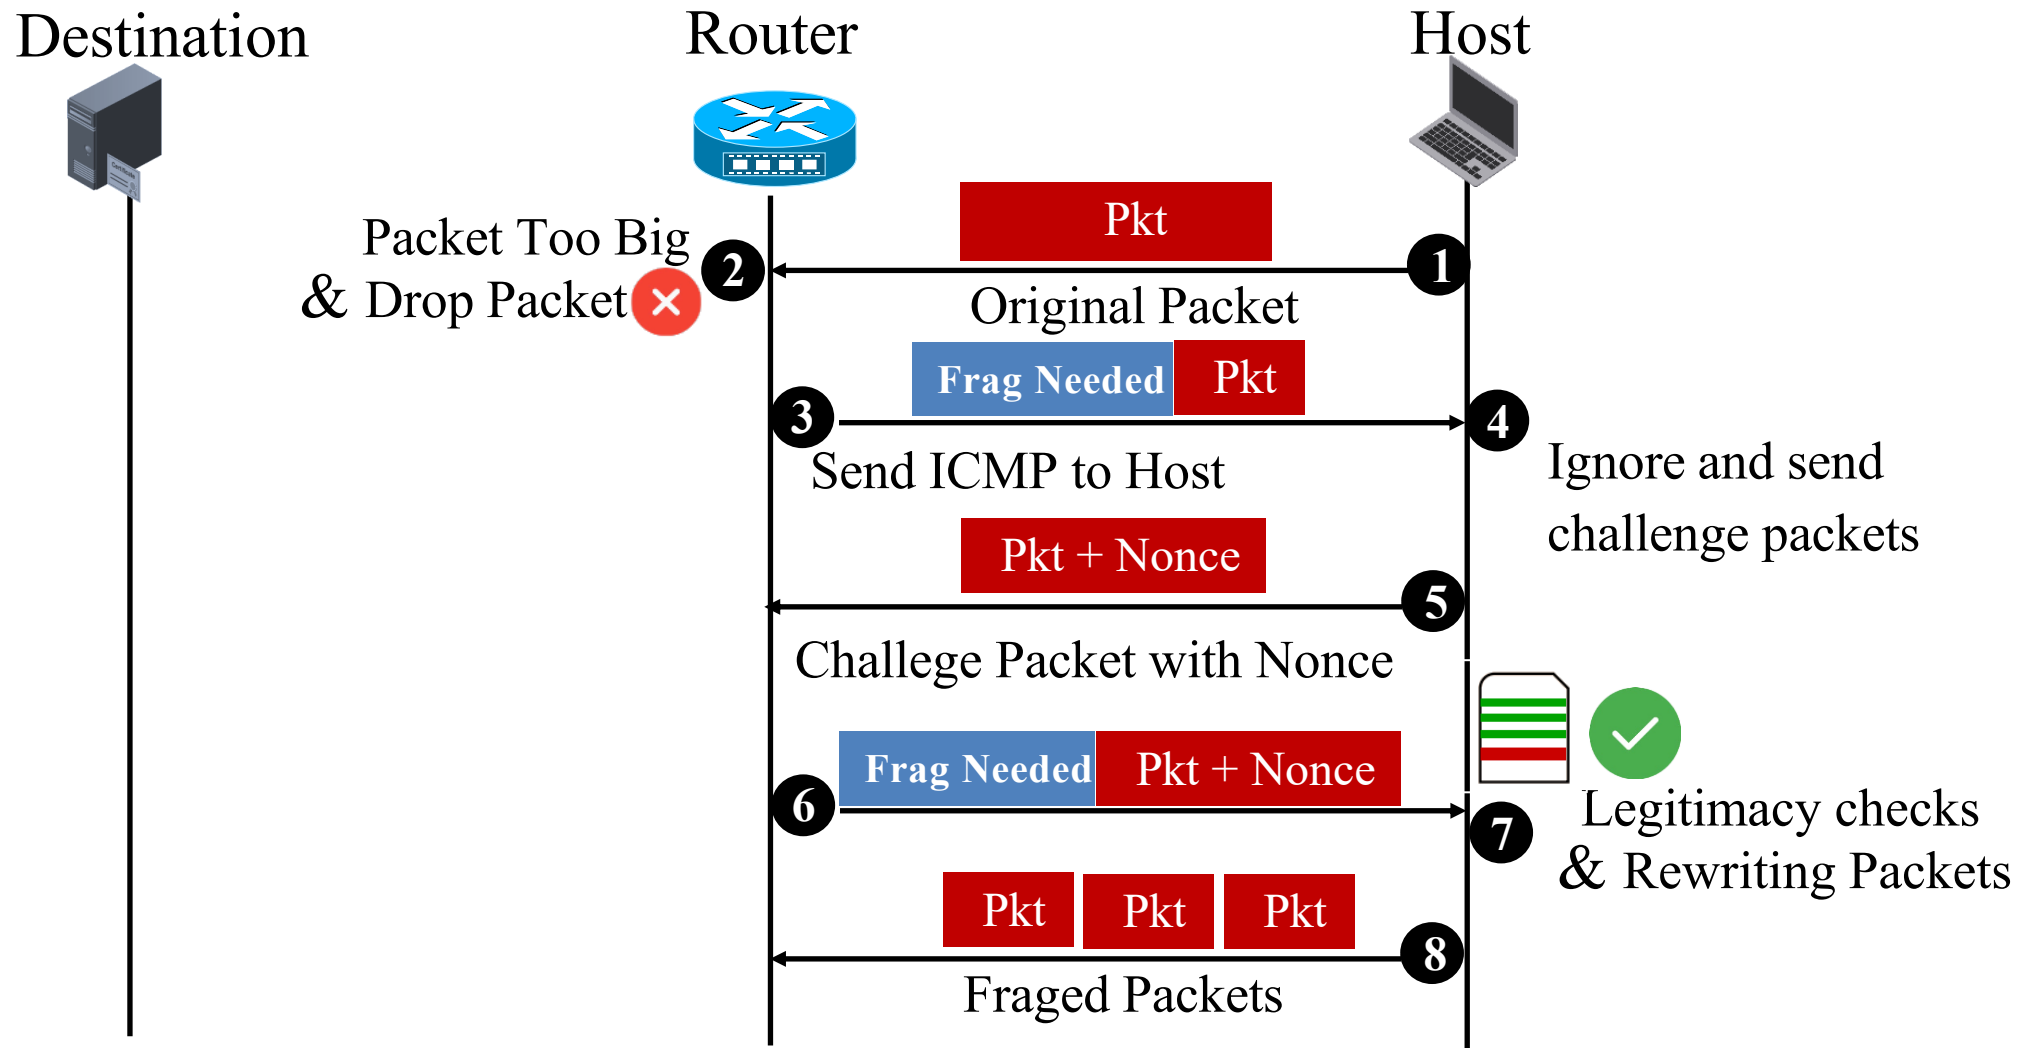 Destination
Router
Host
Certificate
Pkt
Packet Too Big
& Drop Packet
2
1
Original Packet
Frag Needed
Pkt
3
4
Send ICMP to Host
Ignore and send
challenge packets
Pkt + Nonce
5
Challege Packet with Nonce
Frag Needed
Pkt + Nonce
6
7
Legitimacy checks
& Rewriting Packets
Pkt
Pkt
Pkt
8
Fraged Packets